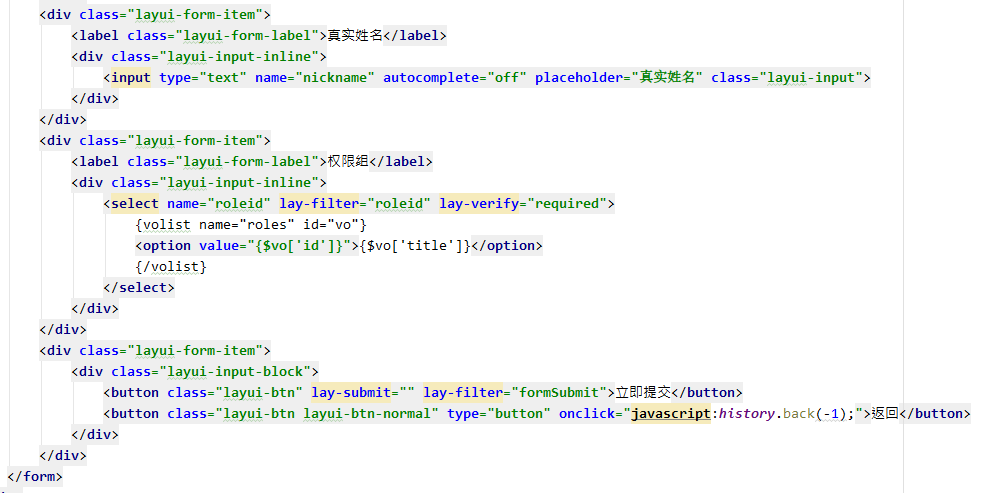 <div class="layui-form-item">
<label class="layui-form-label">真实姓名</label>
<div class="layui-input-inline">
<input type="text" name="nickname" autocomplete="off" placeholder="真实姓名" class="layui-input">
</div>
</div>
<div class="layui-form-item">
<label class="layui-form-label">权限组</label>
<div class="layui-input-inline">
<select name="roleid" lay-filter="roleid" lay-verify="required">
{volist name="roles" id="vo"}
<option value="{$vo['id']}">{$vo['title']}</option>
{/volist}
</select>
</div>
</div>
<div class="layui-form-item">
<div class="layui-input-block">
<button class="layui-btn" lay-submit="" lay-filter="formSubmit">立即提交</button>
<button class="layui-btn layui-btn-normal" type="button" onclick="javascript:history.back(-1);">返回</button>
</div>
</div>
</form>